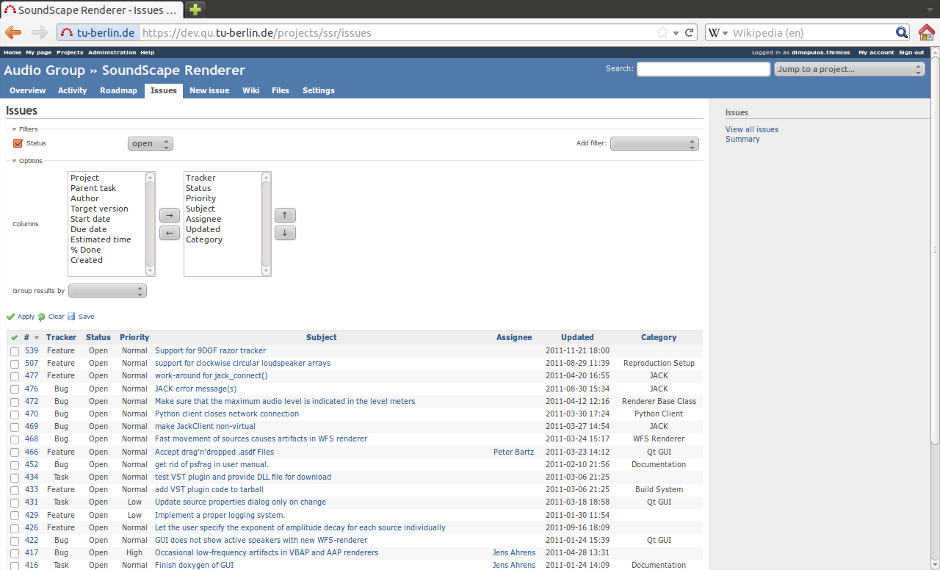 SoundScape Renderer - Issues ...
tu-berlin.de https://dev.qu.tu-berlin.de/projects/ssr/issues Wikipedia (en)
Home My page Projects Administration Help Logged in as dimopulos.thimios My account Sign out
Audio Group » SoundScape Renderer Search: Jump to a project...
Overview Activity Roadmap Issues New issue Wiki Files Settings
Issues
Filters
Status open Add filter:
Options
Columns
Project
Parent task
Author
Target version
Start date
Due date
Estimated time
% Done
Created
→
←
Tracker
Status
Priority
Subject
Assignee
Updated
Category
↑
↓
Group results by
Apply Clear Save
# Tracker Status Priority Subject Assignee Updated Category
539 Feature Open Normal Support for 9DOF razor tracker 2011-11-21 18:00
507 Feature Open Normal support for clockwise circular loudspeaker arrays 2011-08-29 11:39 Reproduction Setup
477 Feature Open Normal work-around for jack_connect() 2011-04-20 16:55 JACK
476 Bug Open Normal JACK error message(s) 2011-08-30 15:34 JACK
472 Bug Open Normal Make sure that the maximum audio level is indicated in the level meters 2011-04-12 12:16 Renderer Base Class
470 Bug Open Normal Python client closes network connection 2011-03-30 17:24 Python Client
469 Bug Open Normal make JackClient non-virtual 2011-03-27 14:54 JACK
468 Bug Open Normal Fast movement of sources causes artifacts in WFS renderer 2011-03-24 15:17 WFS Renderer
466 Feature Open Normal Accept drag'n'dropped .asdf Files Peter Bartz 2011-03-23 14:12 Qt GUI
452 Bug Open Normal get rid of psfrag in user manual. 2011-02-10 21:56 Documentation
434 Task Open Normal test VST plugin and provide DLL file for download 2011-03-06 21:25
433 Feature Open Normal add VST plugin code to tarball 2011-03-06 21:25 Build System
431 Task Open Low Update source properties dialog only on change 2011-03-18 18:58 Qt GUI
429 Feature Open Low Implement a proper logging system. 2011-01-30 11:54
426 Feature Open Normal Let the user specify the exponent of amplitude decay for each source individually 2011-09-16 18:09
422 Bug Open Normal GUI does not show active speakers with new WFS-renderer 2011-01-24 15:39 Qt GUI
417 Bug Open High Occasional low-frequency artifacts in VBAP and AAP renderers Jens Ahrens 2011-04-28 13:31
416 Task Open Normal Finish doxygen of GUI Jens Ahrens 2011-01-24 14:09 Documentation
Issues
View all issues
Summary